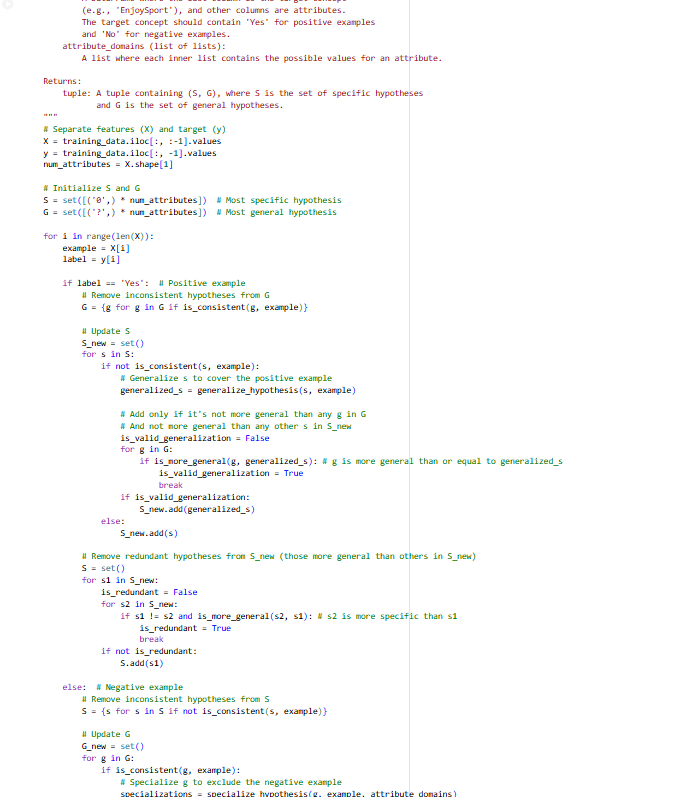 (e.g., 'EnjoySport'), and other columns are attributes.
The target concept should contain 'Yes' for positive examples
and 'No' for negative examples.
attribute_domains (list of lists):
A list where each inner list contains the possible values for an attribute.
Returns:
tuple: A tuple containing (S, G), where S is the set of specific hypotheses
and G is the set of general hypotheses.
"""
# Separate features (X) and target (y)
X = training_data.iloc[:, :-1].values
y = training_data.iloc[:, -1].values
num_attributes = X.shape[1]
# Initialize S and G
S = set([('0',) * num_attributes])  # Most specific hypothesis
G = set([('?',) * num_attributes])  # Most general hypothesis
for i in range(len(X)):
example = X[i]
label = y[i]
if label == 'Yes':  # Positive example
# Remove inconsistent hypotheses from G
G = {g for g in G if is_consistent(g, example)}
# Update S
S_new = set()
for s in S:
if not is_consistent(s, example):
# Generalize s to cover the positive example
generalized_s = generalize_hypothesis(s, example)
# Add only if it's not more general than any g in G
# And not more general than any other s in S_new
is_valid_generalization = False
for g in G:
if is_more_general(g, generalized_s): # g is more general than or equal to generalized_s
is_valid_generalization = True
break
if is_valid_generalization:
S_new.add(generalized_s)
else:
S_new.add(s)
# Remove redundant hypotheses from S_new (those more general than others in S_new)
S = set()
for s1 in S_new:
is_redundant = False
for s2 in S_new:
if s1 != s2 and is_more_general(s2, s1): # s2 is more specific than s1
is_redundant = True
break
if not is_redundant:
S.add(s1)
else:  # Negative example
# Remove inconsistent hypotheses from S
S = {s for s in S if not is_consistent(s, example)}
# Update G
G_new = set()
for g in G:
if is_consistent(g, example):
# Specialize g to exclude the negative example
specializations = specialize_hypothesis(g, example, attribute_domains)